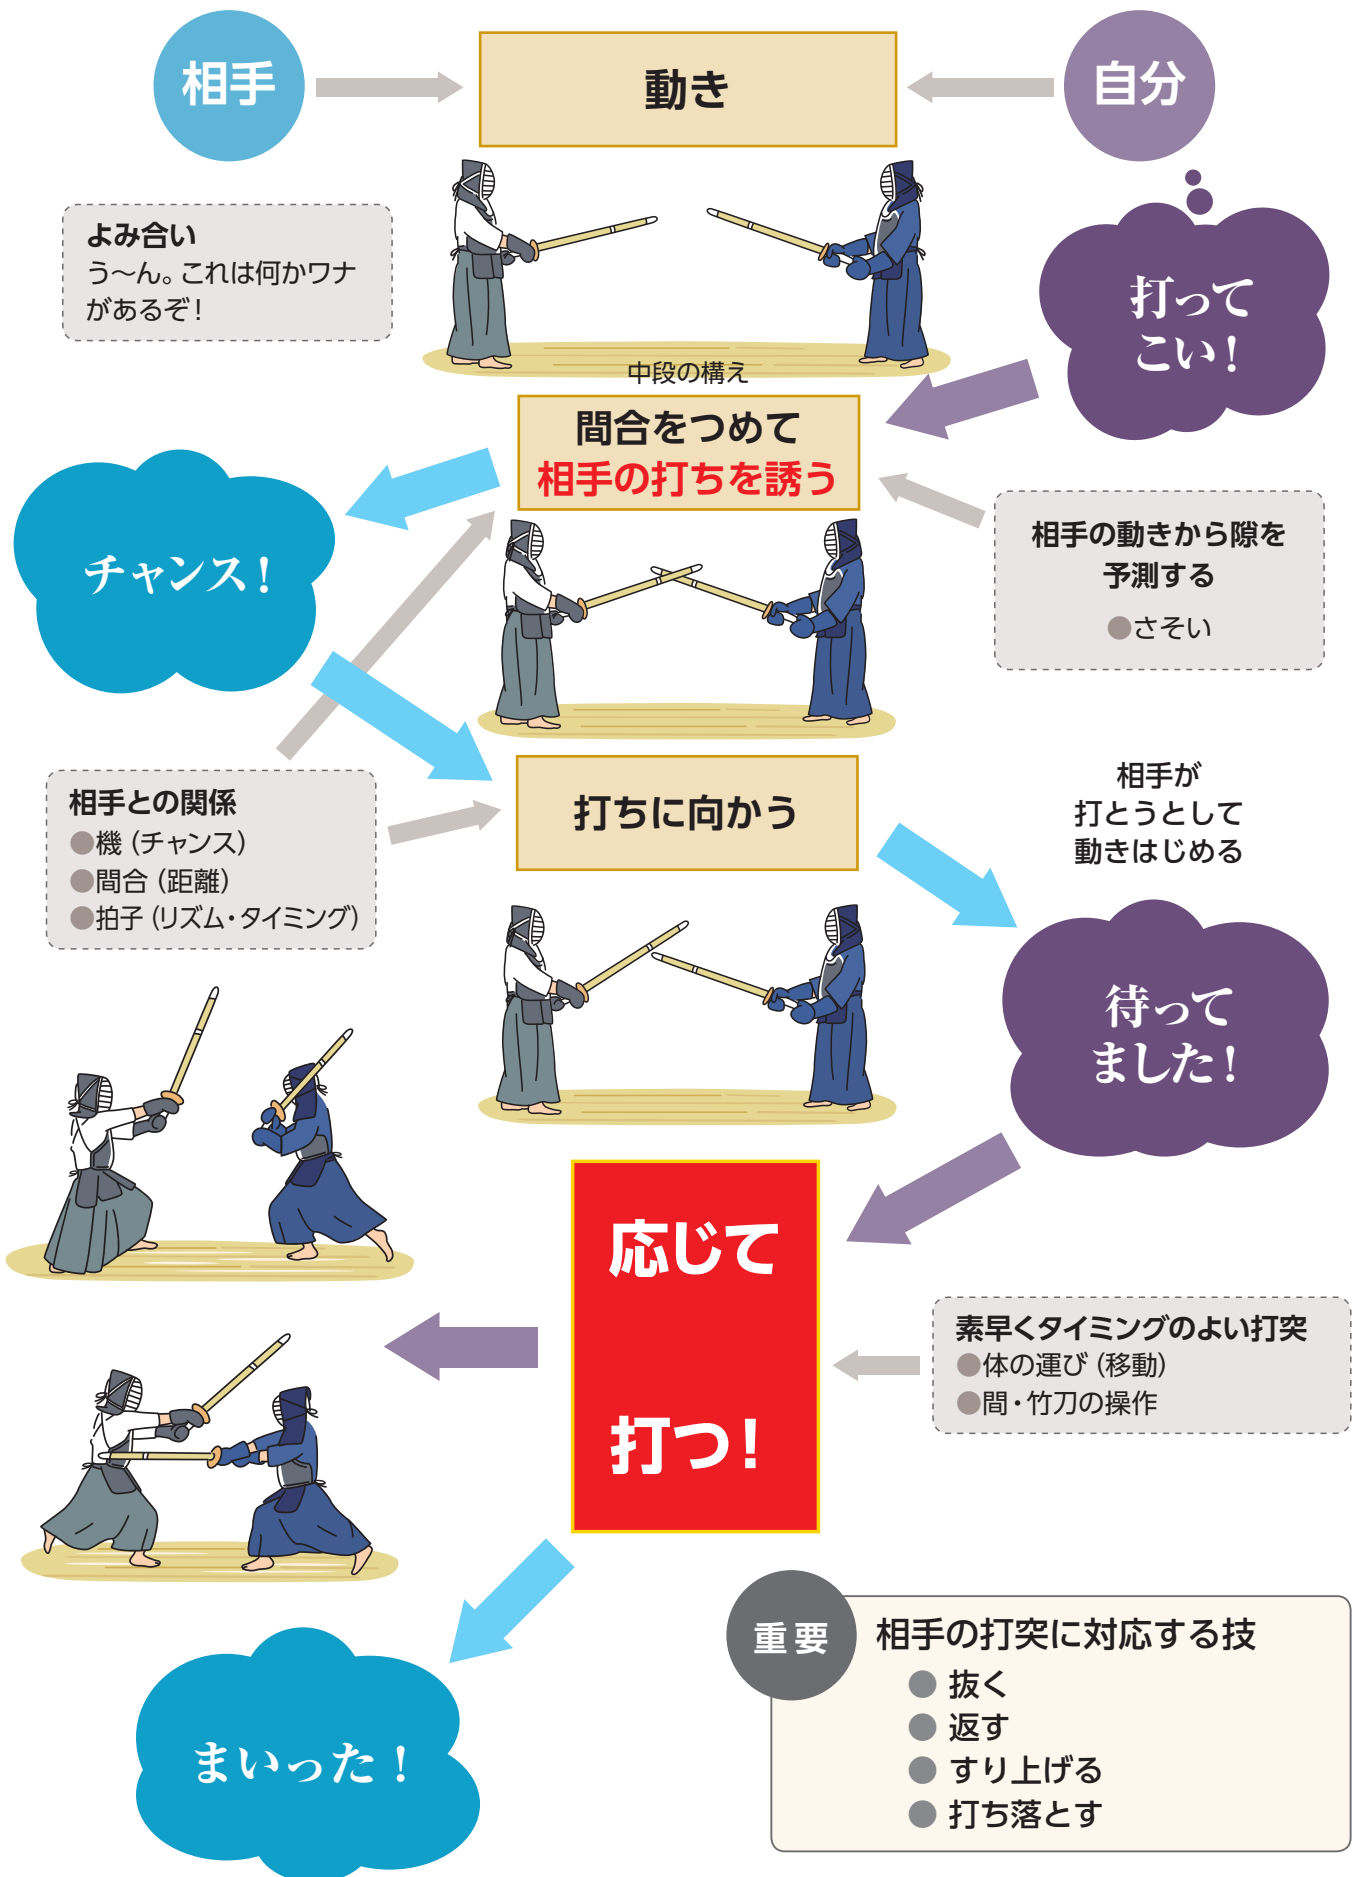 相手
動き
自分
よみ合い
う〜ん。これは何かワナ
があるぞ！
打って
こい！
中段の構え
間合をつめて
相手の打ちを誘う
チャンス！
相手の動きから隙を
予測する
●さそい
相手との関係
●機（チャンス）
●間合（距離）
●拍子（リズム・タイミング）
打ちに向かう
相手が
打とうとして
動きはじめる
待って
ました！
応じて
打つ！
素早くタイミングのよい打突
●体の運び（移動）
●間・竹刀の操作
まいった！
重要
相手の打突に対応する技
● 抜く
● 返す
● すり上げる
● 打ち落とす